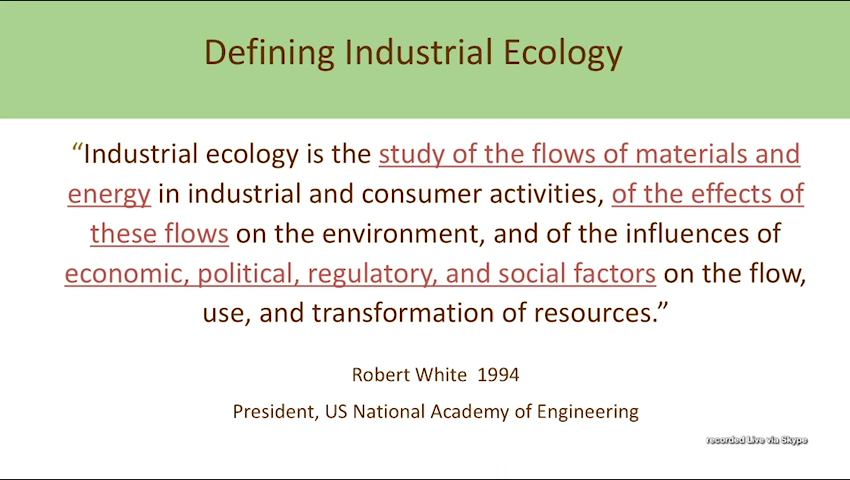 Defining Industrial Ecology
“Industrial ecology is the study of the flows of materials and
energy in industrial and consumer activities, of the effects of
these flows on the environment, and of the influences of
economic, political, regulatory, and social factors on the flow,
use, and transformation of resources.”
Robert White 1994
President, US National Academy of Engineering
recorded Live via Skype